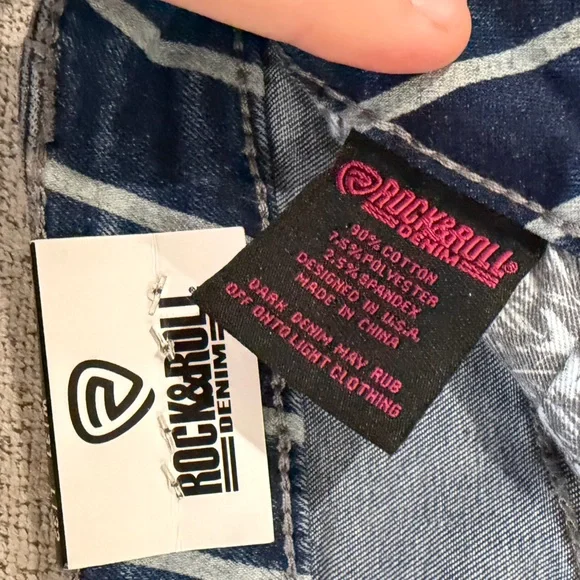 ROCK&ROLL®
DENIM
90% COTTON
7.5% POLYESTER
2.5% SPANDEX
DESIGNED IN U.S.A.
MADE IN CHINA
DARK DENIM MAY RUB
OFF ONTO LIGHT CLOTHING
ROCK&ROLL
DENIM